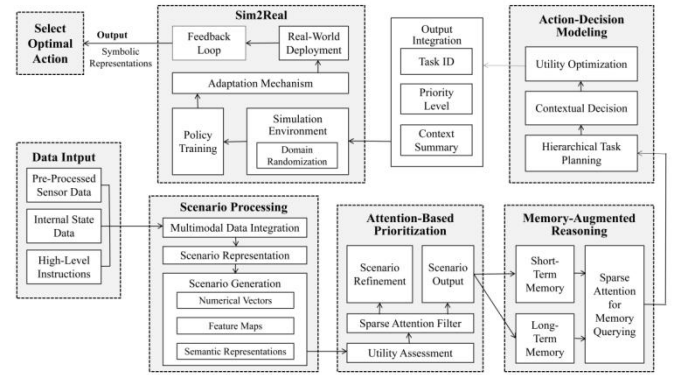 Select
Optimal
Action
Output
Symbolic
Representations
Sim2Real
Feedback
Loop
Real-World
Deployment
Adaptation Mechanism
Policy
Training
Simulation
Environment
Domain
Randomization
Output
Integration
Task ID
Priority
Level
Context
Summary
Action-Decision
Modeling
Utility Optimization
Contextual Decision
Hierarchical Task
Planning
Data Intput
Pre-Processed
Sensor Data
Internal State
Data
High-Level
Instructions
Scenario Processing
Multimodal Data Integration
Scenario Representation
Scenario Generation
Numerical Vectors
Feature Maps
Semantic Representations
Attention-Based
Prioritization
Scenario
Refinement
Scenario
Output
Sparse Attention Filter
Utility Assessment
Memory-Augmented
Reasoning
Short-
Term
Memory
Long-
Term
Memory
Sparse
Attention
for
Memory
Querying